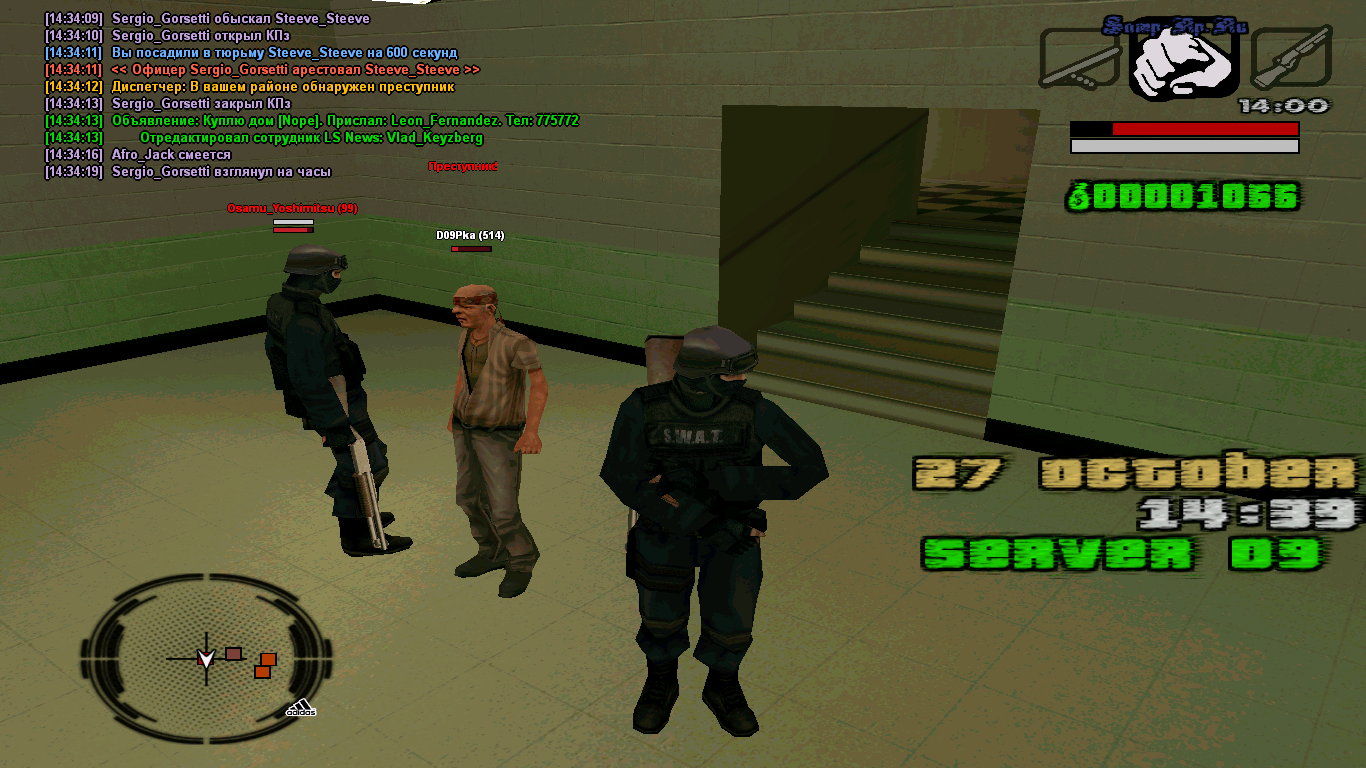 [14:34:09] Sergio_Gorsetti обыскал Steeve_Steeve
[14:34:10] Sergio_Gorsetti открыл КПз
[14:34:11] Вы посадили в тюрьму Steeve_Steeve на 600 секунд
[14:34:11] << Офицер Sergio_Gorsetti арестовал Steeve_Steeve >>
[14:34:12] Диспетчер: В вашем районе обнаружен преступник
[14:34:13] Sergio_Gorsetti закрыл КПз
[14:34:13] Объявление: Куплю дом [Nope]. Прислал: Leon_Fernandez. Тел: 775772
[14:34:13] Отредактировал сотрудник LS News: Vlad_Keyzberg
[14:34:16] Afro_Jack смеется
[14:34:19] Sergio_Gorsetti взглянул на часы
Samp-Rp.Ru
14:00
$00001066
Преступник!
Osamu_Yoshimitsu (99)
D09Pka (514)
S.W.A.T.
27 October
14:39
Server 09
adidas